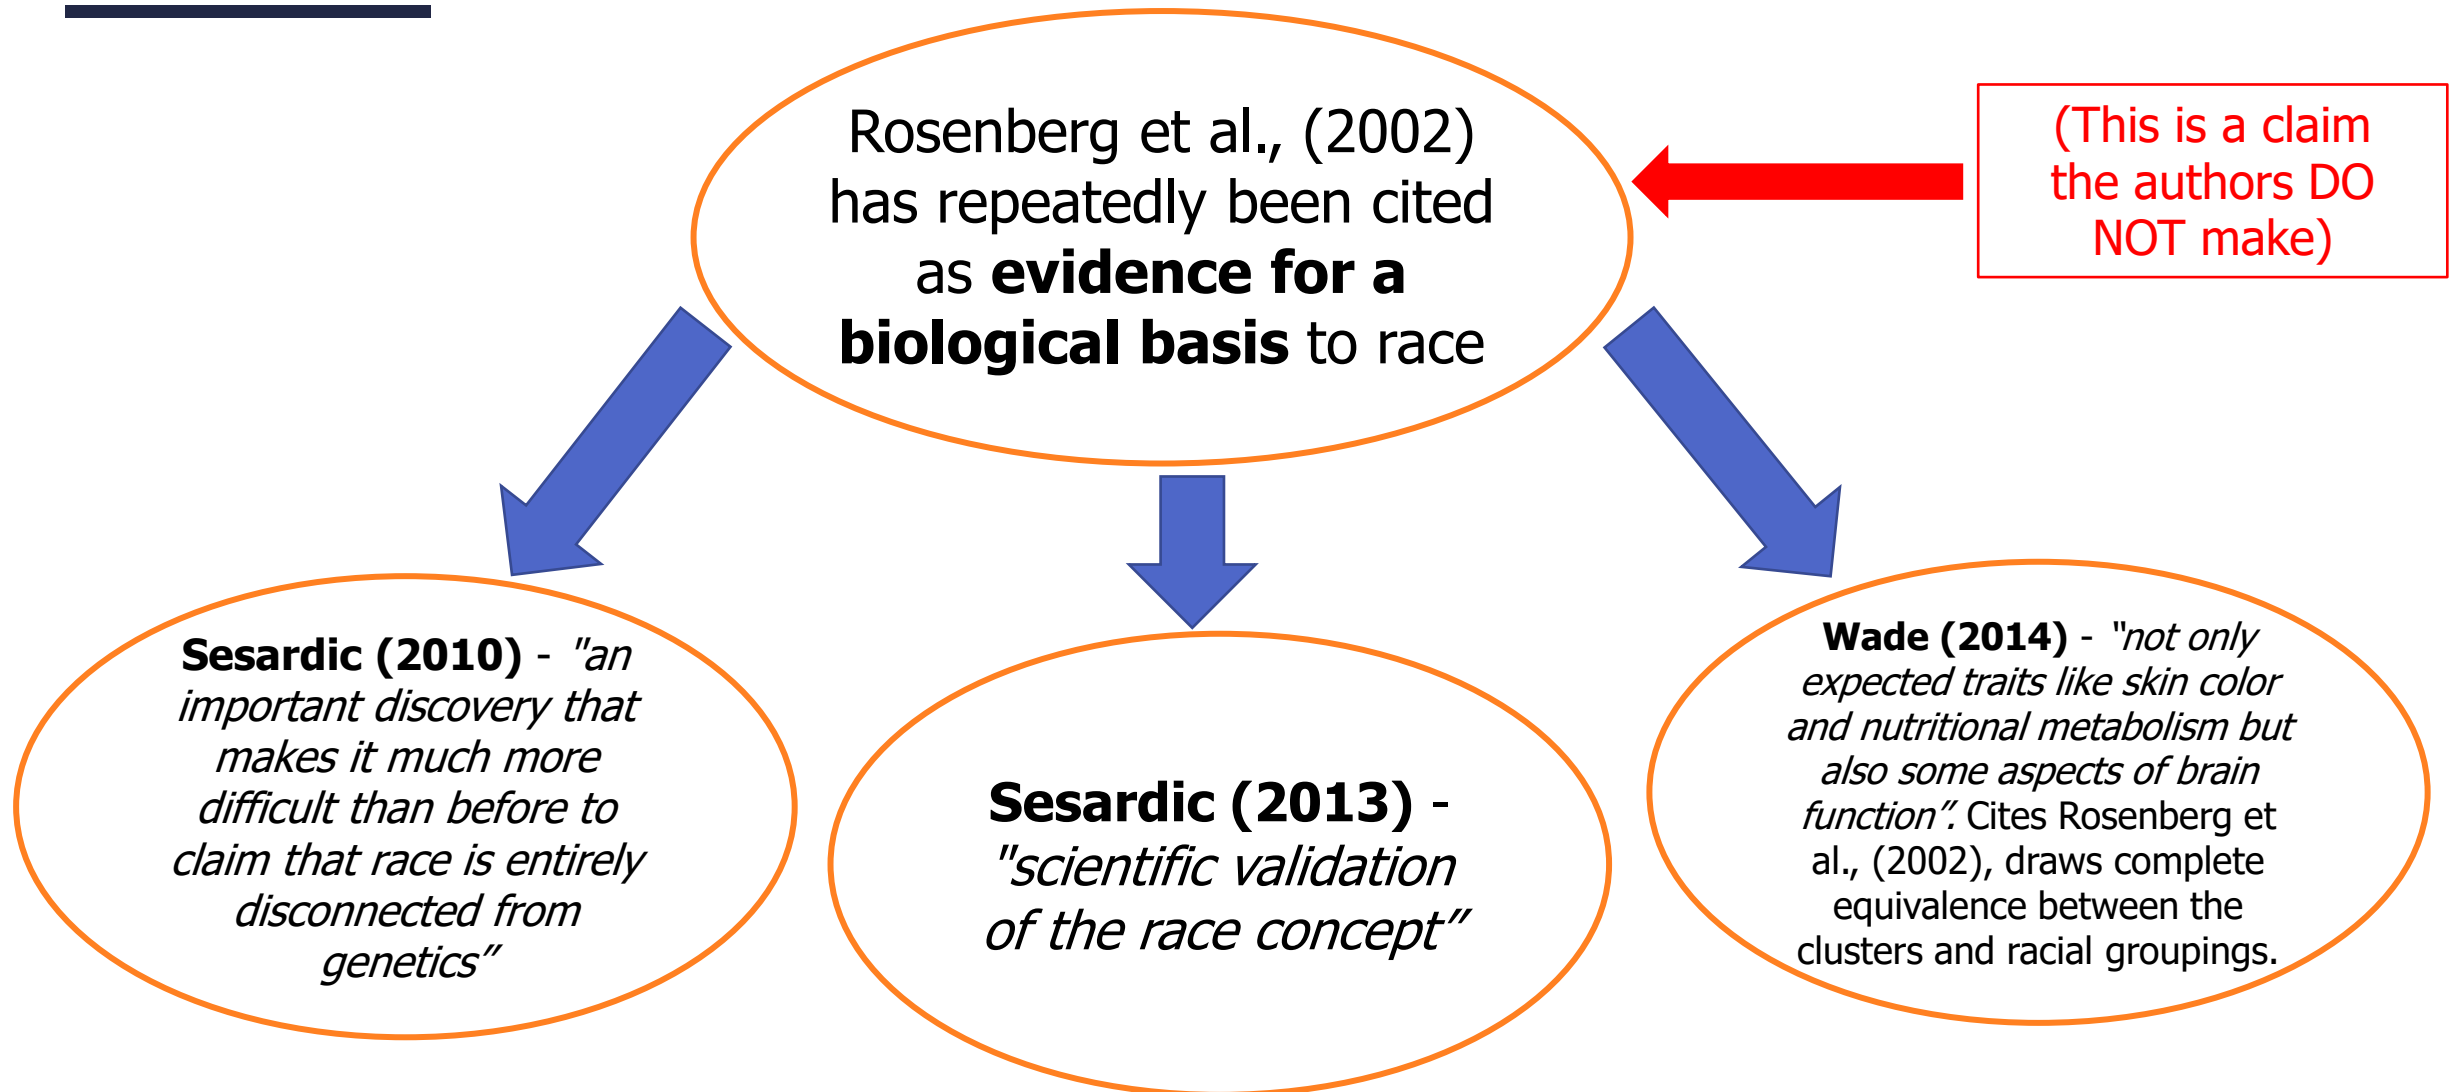 Rosenberg et al., (2002)
has repeatedly been cited
as evidence for a
biological basis to race
(This is a claim
the authors DO
NOT make)
Sesardic (2010) - "an
important discovery that
makes it much more
difficult than before to
claim that race is entirely
disconnected from
genetics”
Sesardic (2013) -
"scientific validation
of the race concept”
Wade (2014) - “not only
expected traits like skin color
and nutritional metabolism but
also some aspects of brain
function”. Cites Rosenberg et
al., (2002), draws complete
equivalence between the
clusters and racial groupings.